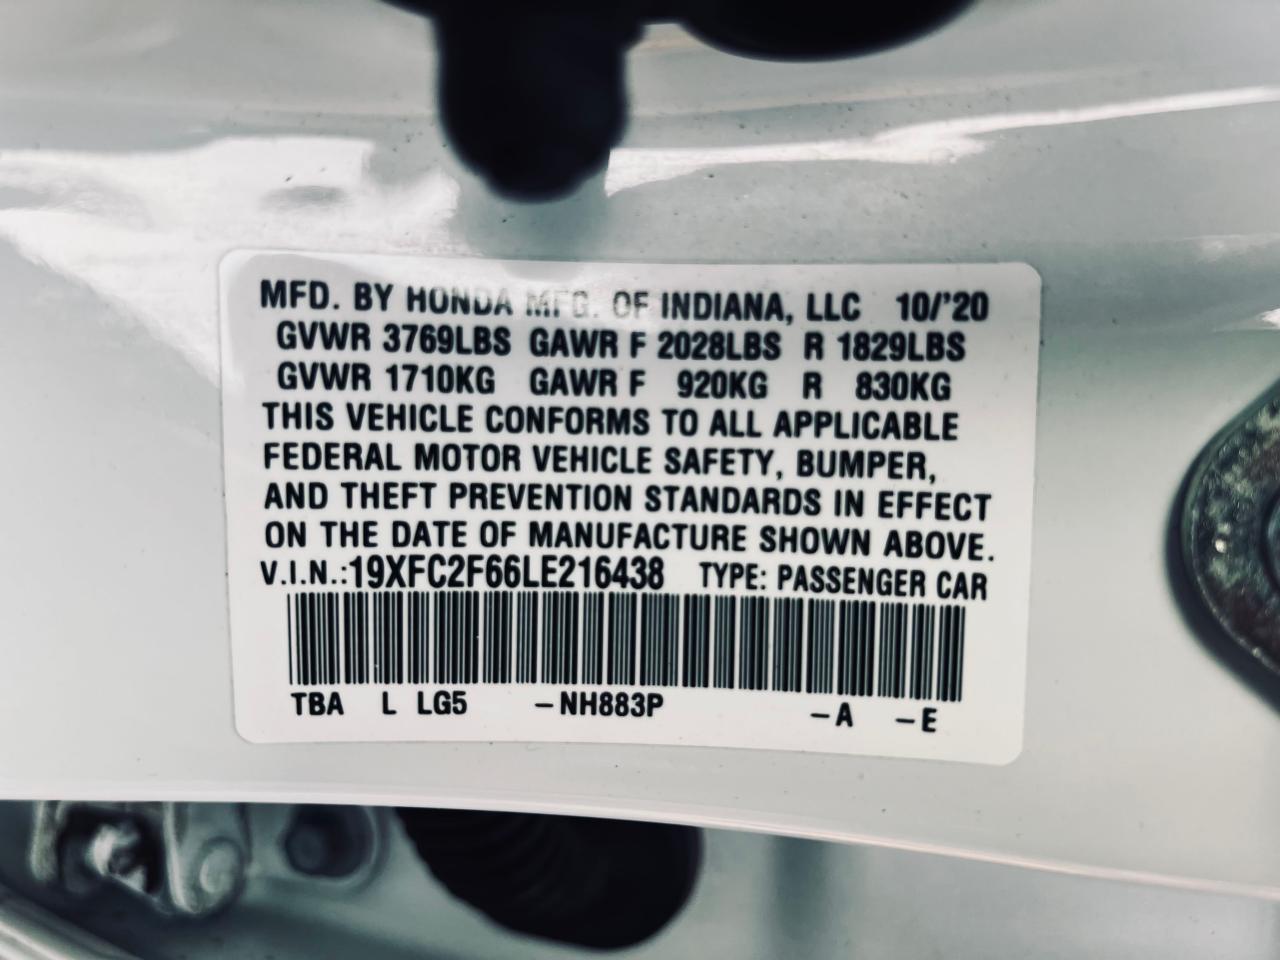 MFD. BY HONDA MFG. OF INDIANA, LLC 10/'20
GVWR 3769LBS GAWR F 2028LBS R 1829LBS
GVWR 1710KG GAWR F 920KG R 830KG
THIS VEHICLE CONFORMS TO ALL APPLICABLE
FEDERAL MOTOR VEHICLE SAFETY, BUMPER,
AND THEFT PREVENTION STANDARDS IN EFFECT
ON THE DATE OF MANUFACTURE SHOWN ABOVE.
V.I.N.:19XFC2F66LE216438 TYPE: PASSENGER CAR
TBA L LG5 -NH883P -A -E